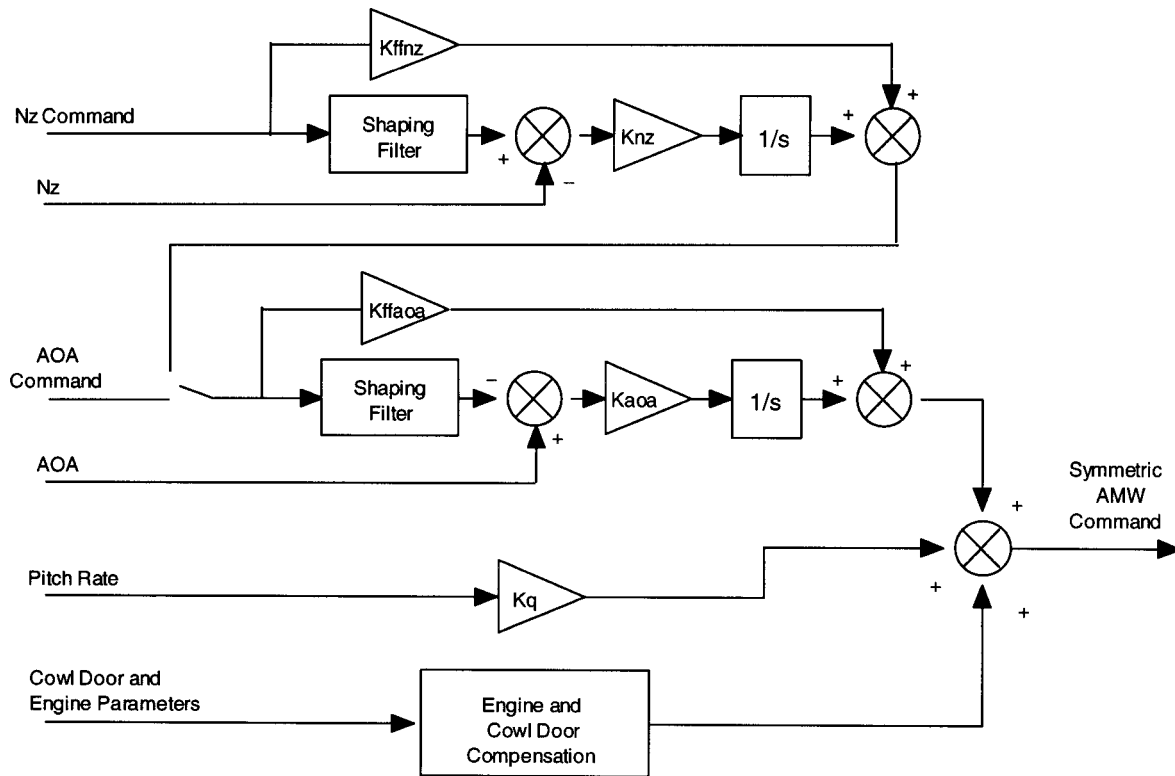 Kffnz
+
Nz Command
Shaping
Filter
+
Knz
1/s
+
Nz
−
Kffaoa
AOA
Command
Shaping
Filter
−
Kaoa
1/s
+
+
AOA
+
Symmetric
AMW
Command
+
Pitch Rate
Kq
+
+
Cowl Door and
Engine Parameters
Engine and
Cowl Door
Compensation